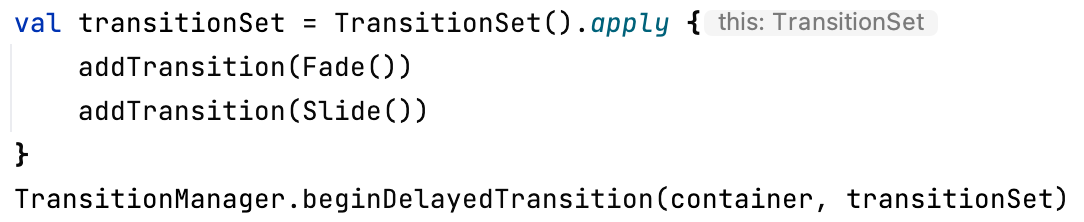 val transitionSet = TransitionSet().apply { this: TransitionSet
    addTransition(Fade())
    addTransition(Slide())
}
TransitionManager.beginDelayedTransition(container, transitionSet)